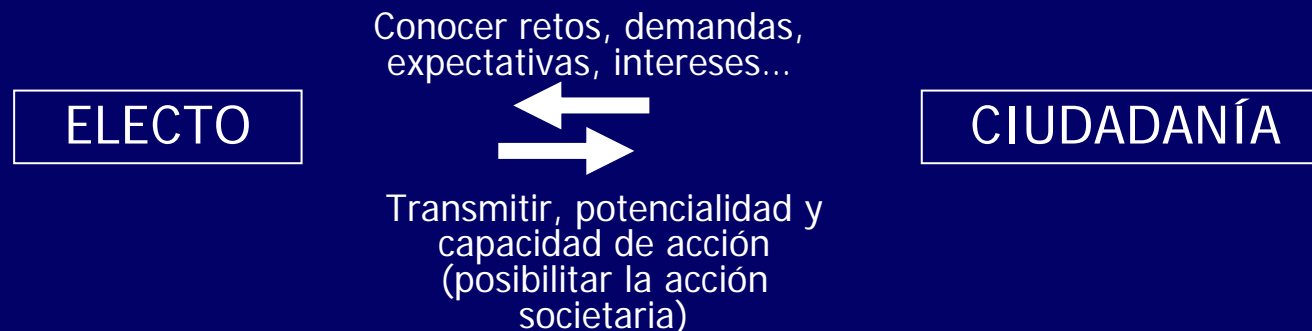 Conocer retos, demandas,
expectativas, intereses...
ELECTO
CIUDADANÍA
Transmitir, potencialidad y
capacidad de acción
(posibilitar la acción
societaria)